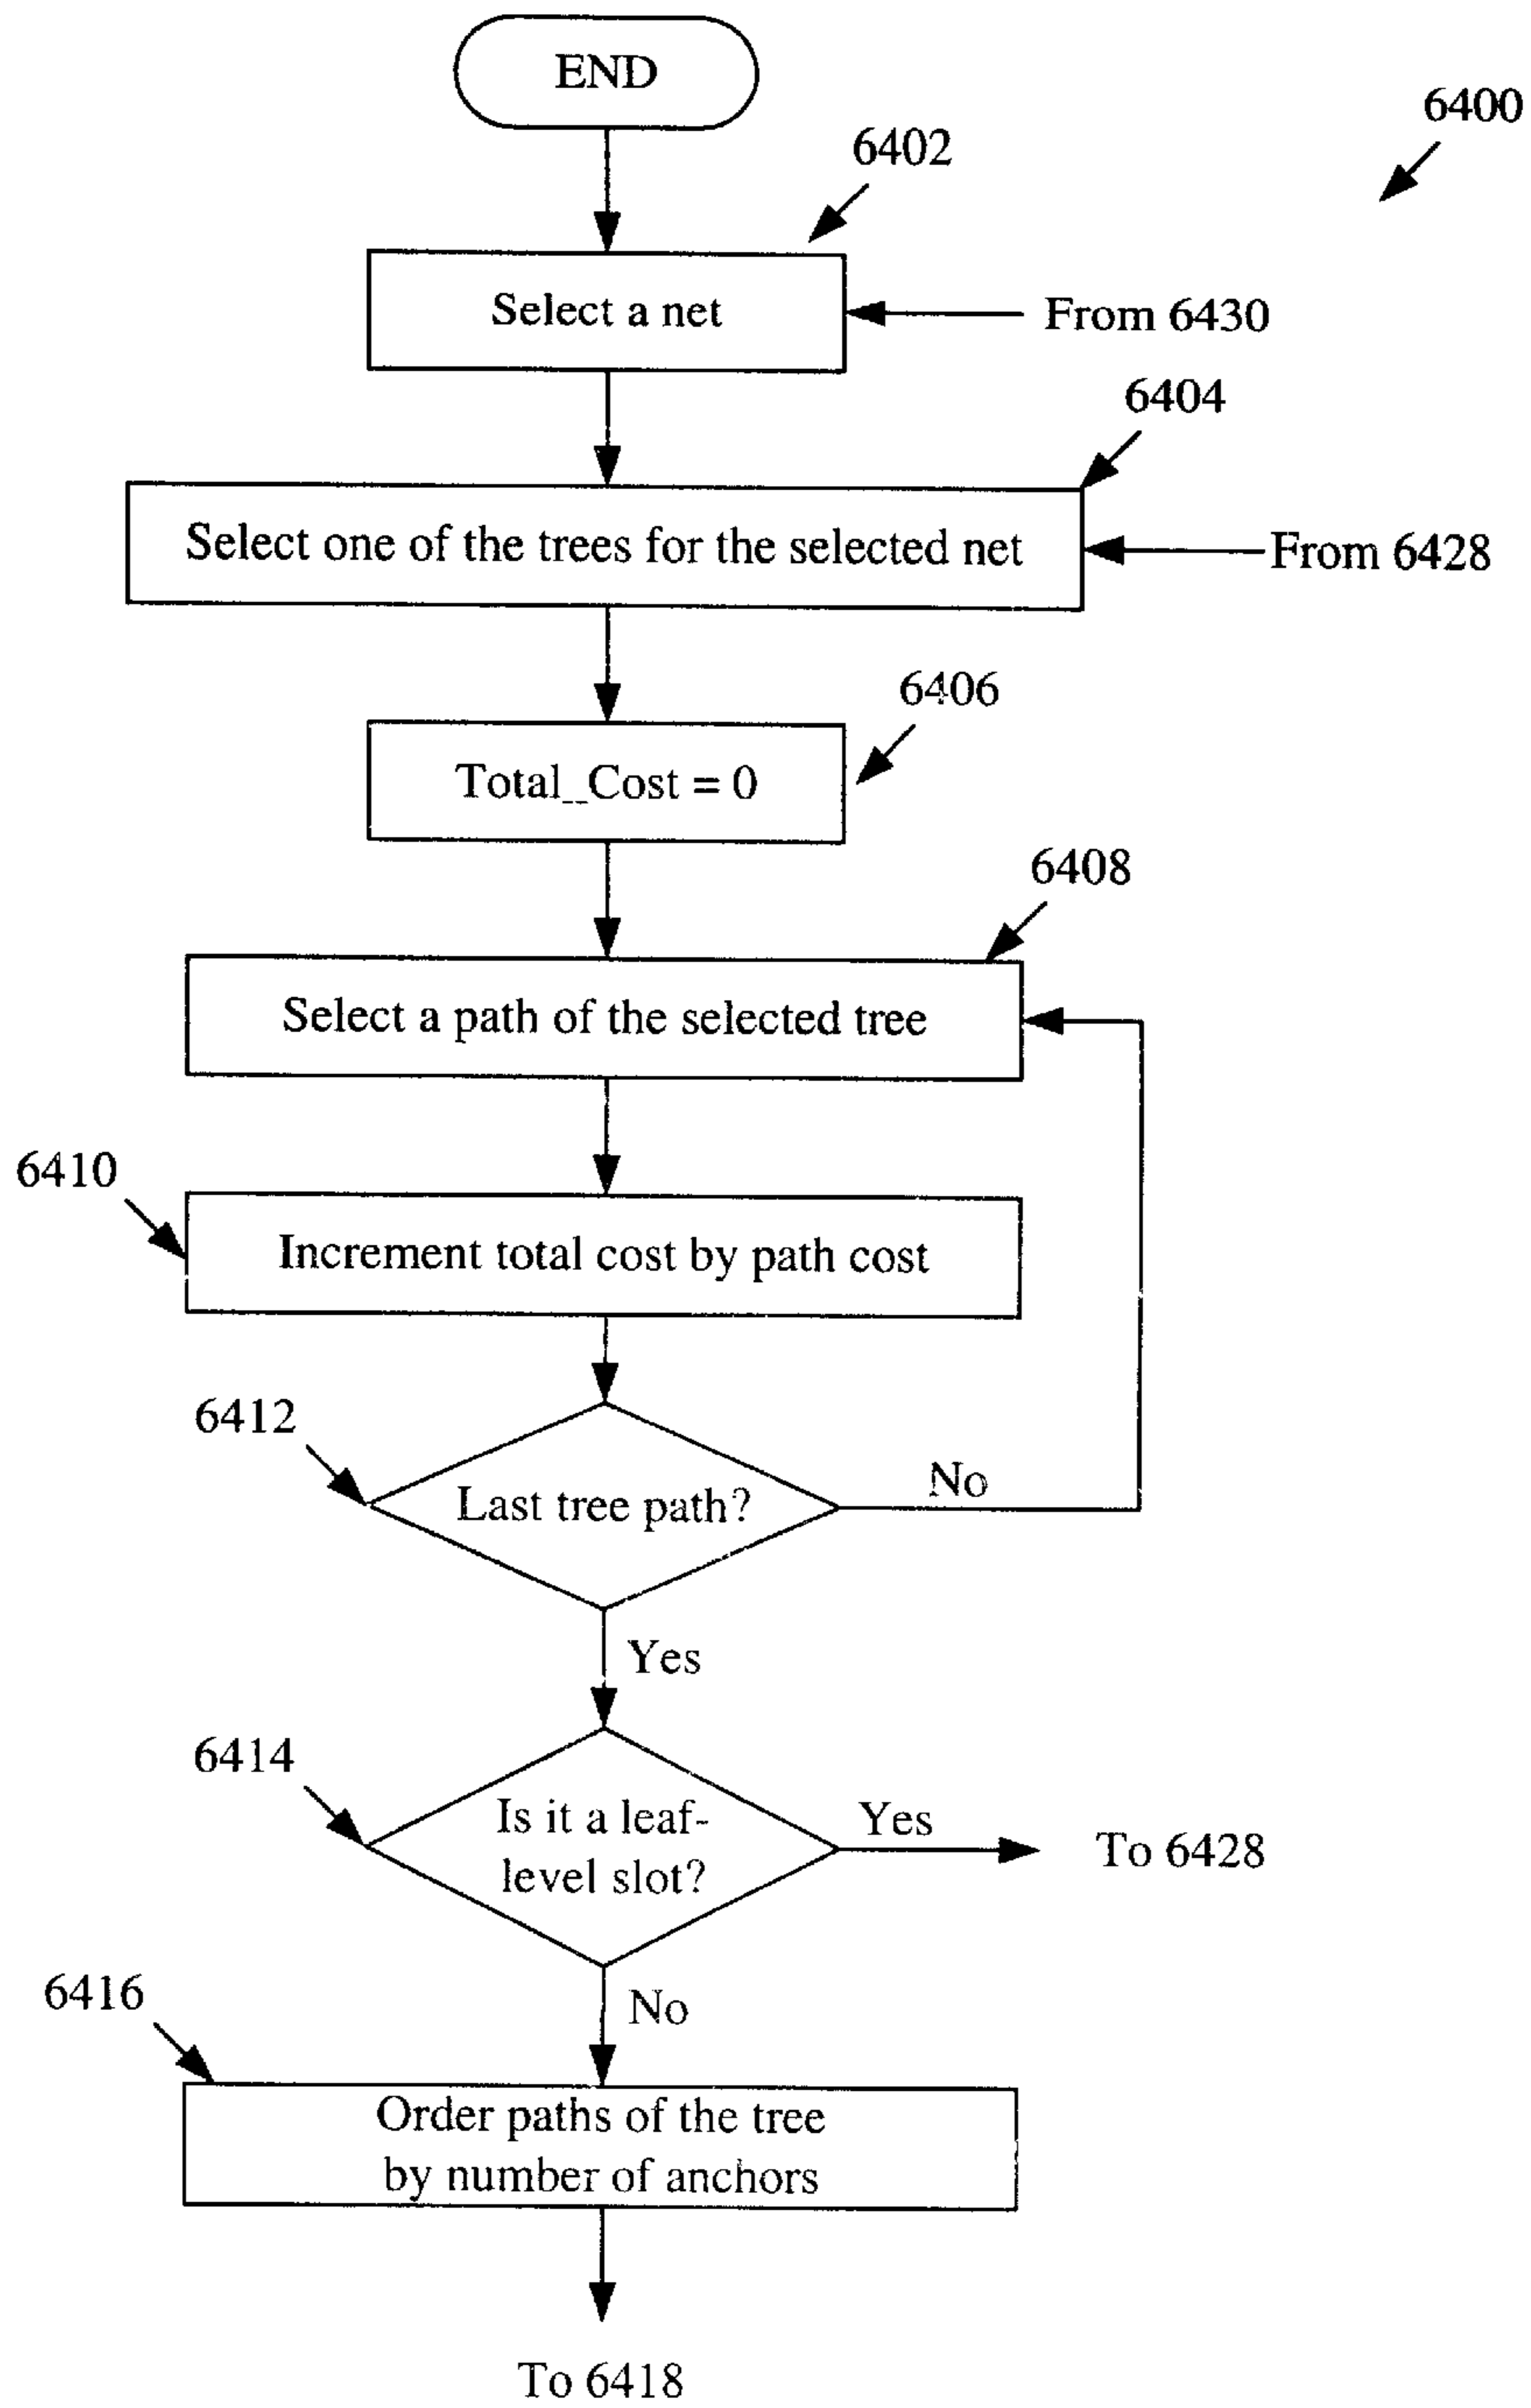 END
6400
6402
Select a net
From 6430
6404
Select one of the trees for the selected net
From 6428
6406
Total_Cost = 0
6408
Select a path of the selected tree
6410
Increment total cost by path cost
6412
Last tree path?
No
Yes
6414
Is it a leaf-
level slot?
Yes
To 6428
No
6416
Order paths of the tree
by number of anchors
To 6418